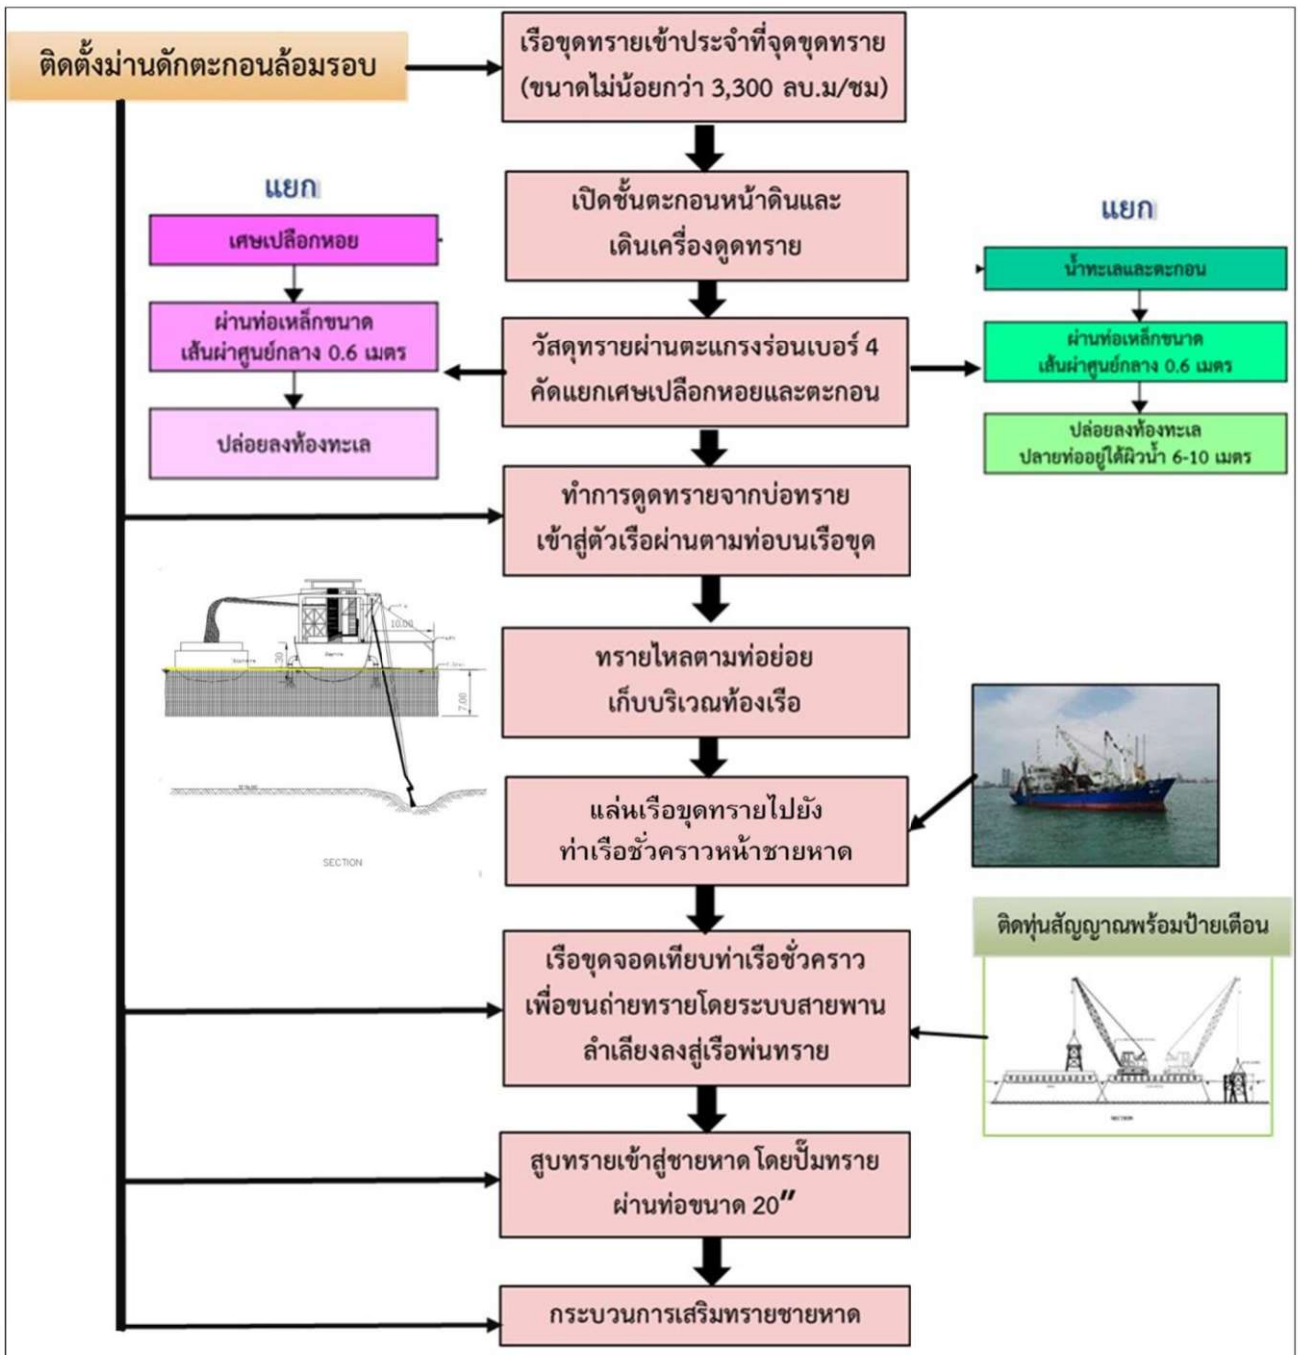 ติดตั้งม่านดักตะกอนล้อมรอบ
เรือขุดทรายเข้าประจำที่จุดขุดทราย
(ขนาดไม่น้อยกว่า 3,300 ลบ.ม/ชม)
เปิดชั้นตะกอนหน้าดินและ
เดินเครื่องดูดทราย
แยก
เศษเปลือกหอย
ผ่านท่อเหล็กขนาด
เส้นผ่าศูนย์กลาง 0.6 เมตร
ปล่อยลงท้องทะเล
วัสดุทรายผ่านตะแกรงร่อนเบอร์ 4
คัดแยกเศษเปลือกหอยและตะกอน
แยก
น้ำทะเลและตะกอน
ผ่านท่อเหล็กขนาด
เส้นผ่าศูนย์กลาง 0.6 เมตร
ปล่อยลงท้องทะเล
ปลายท่ออยู่ใต้ผิวน้ำ 6-10 เมตร
ทำการดูดทรายจากบ่อทราย
เข้าสู่ตัวเรือผ่านตามท่อบนเรือขุด
10.00
7.00
SECTION
ทรายไหลตามท่อย่อย
เก็บบริเวณท้องเรือ
แล่นเรือขุดทรายไปยัง
ท่าเรือชั่วคราวหน้าชายหาด
เรือขุดจอดเทียบท่าเรือชั่วคราว
เพื่อขนถ่ายทรายโดยระบบสายพาน
ลำเลียงลงสู่เรือพ่นทราย
ติดทุ่นสัญญาณพร้อมป้ายเตือน
SECTION
สูบทรายเข้าสู่ชายหาด โดยปั๊มทราย
ผ่านท่อขนาด 20”
กระบวนการเสริมทรายชายหาด